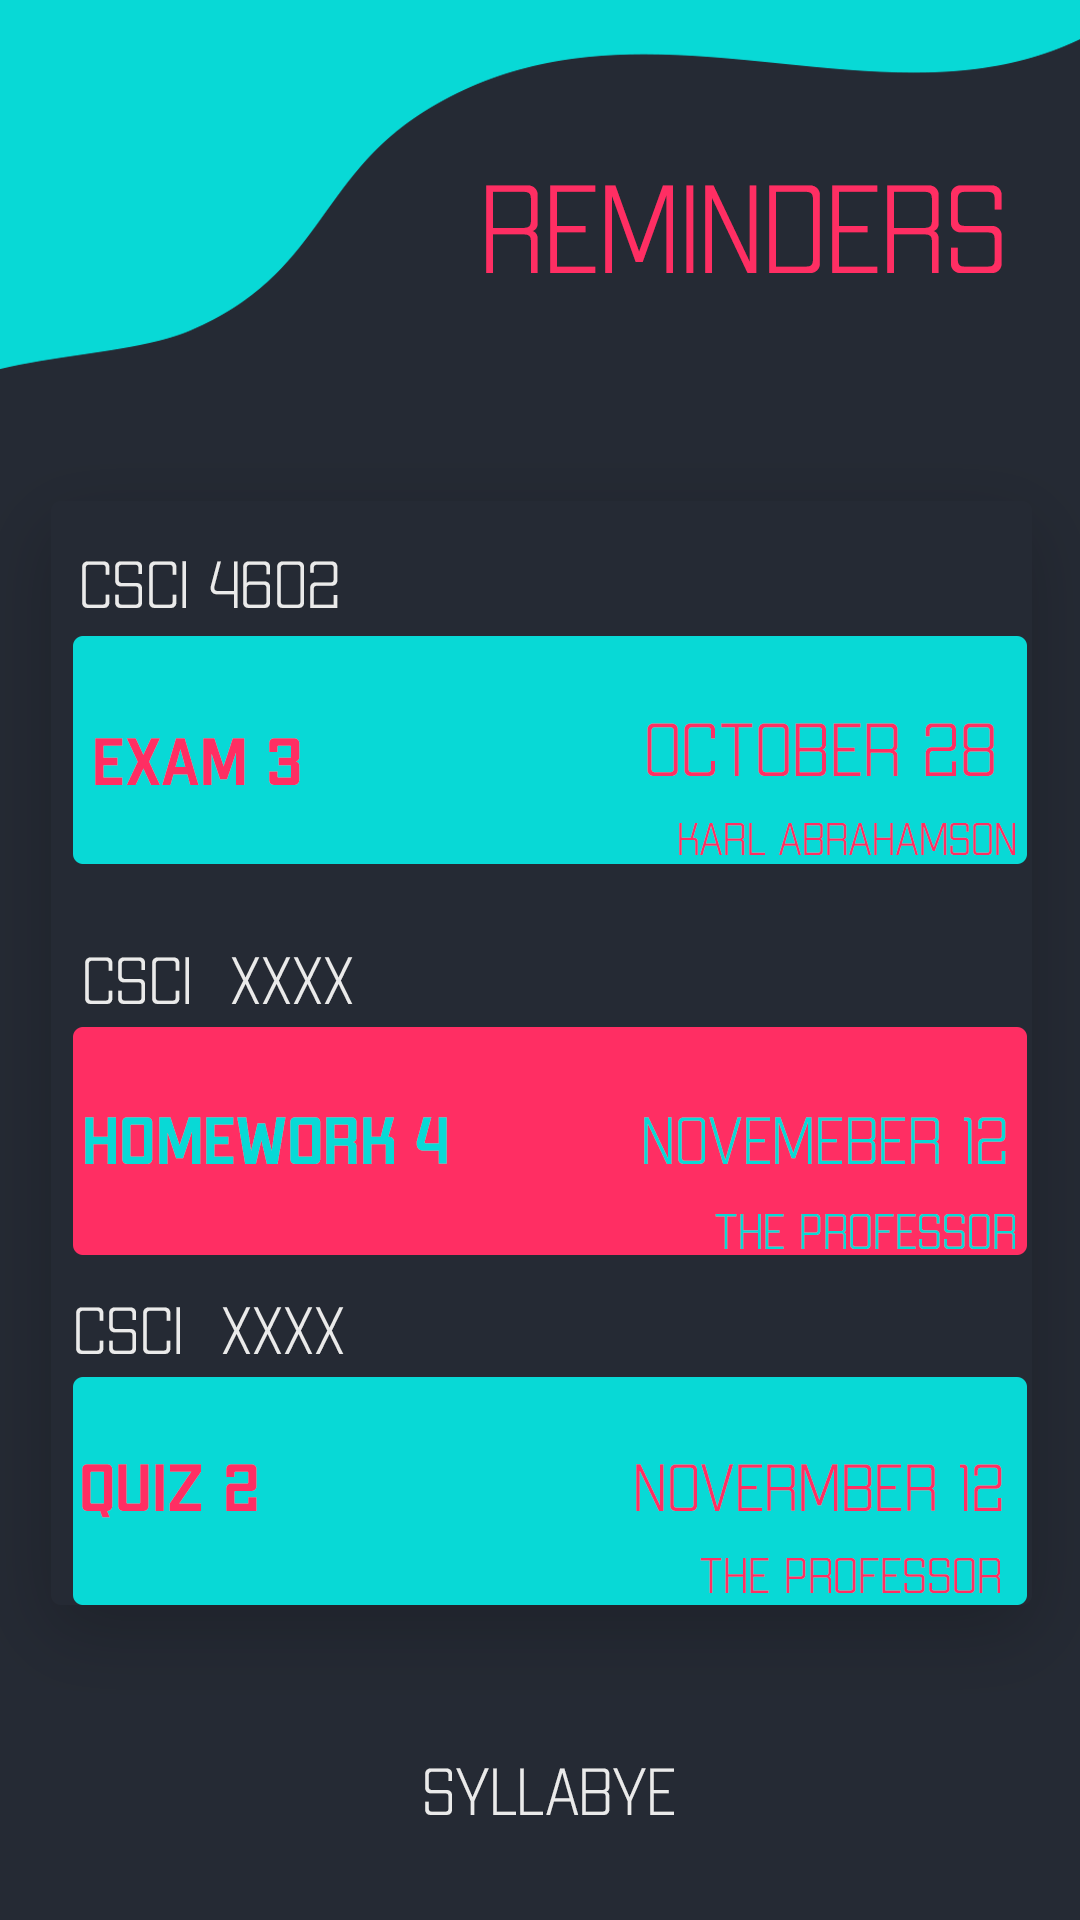 REMINDERS
CSCI 4602
EXAM 3
OCTOBER 28
KARL ABRAHAMSON
CSCI XXXX
HOMEWORK 4
NOVEMEBER 12
THE PROFESSOR
CSCI XXXX
QUIZ 2
NOVERMBER 12
THE PROFESSOR
SYLLABYE